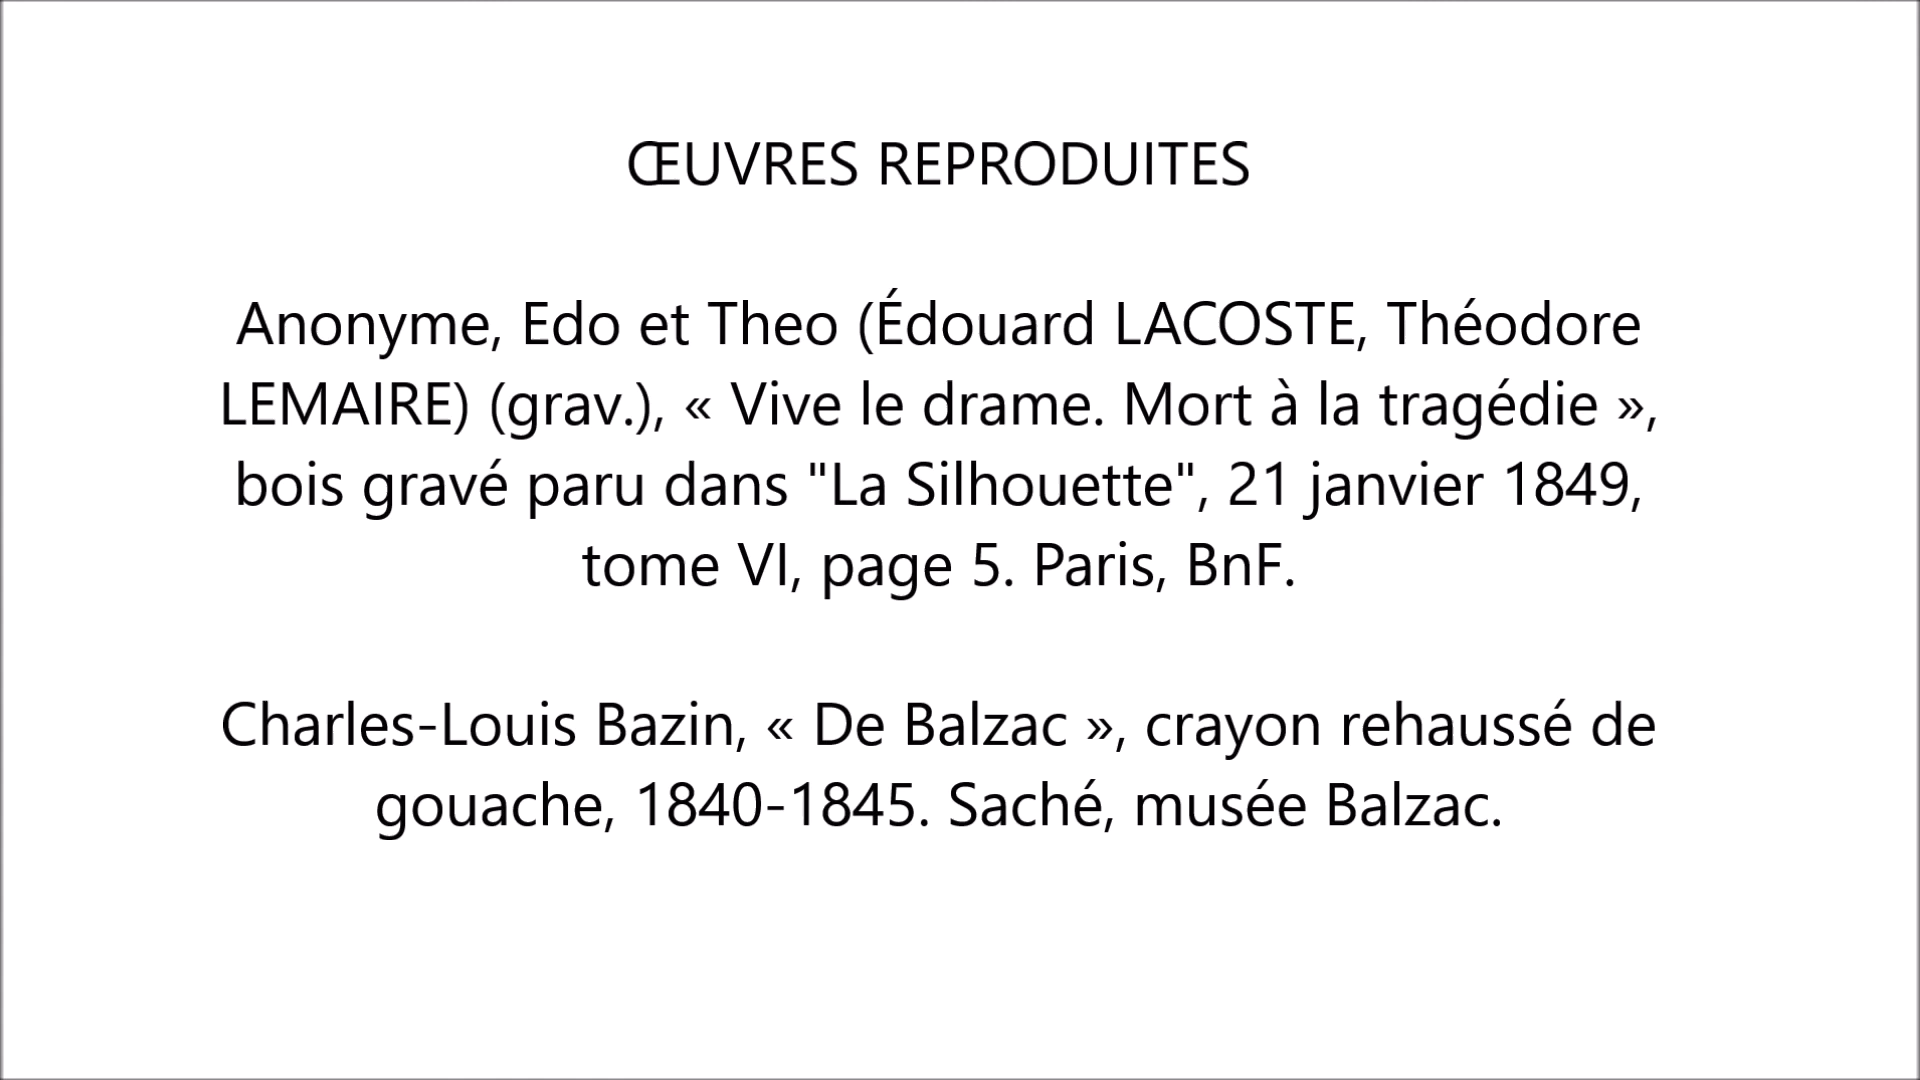 ŒUVRES REPRODUITES
Anonyme, Edo et Theo (Édouard LACOSTE, Théodore
LEMAIRE) (grav.), « Vive le drame. Mort à la tragédie »,
bois gravé paru dans "La Silhouette", 21 janvier 1849,
tome VI, page 5. Paris, BnF.
Charles-Louis Bazin, « De Balzac », crayon rehaussé de
gouache, 1840-1845. Saché, musée Balzac.